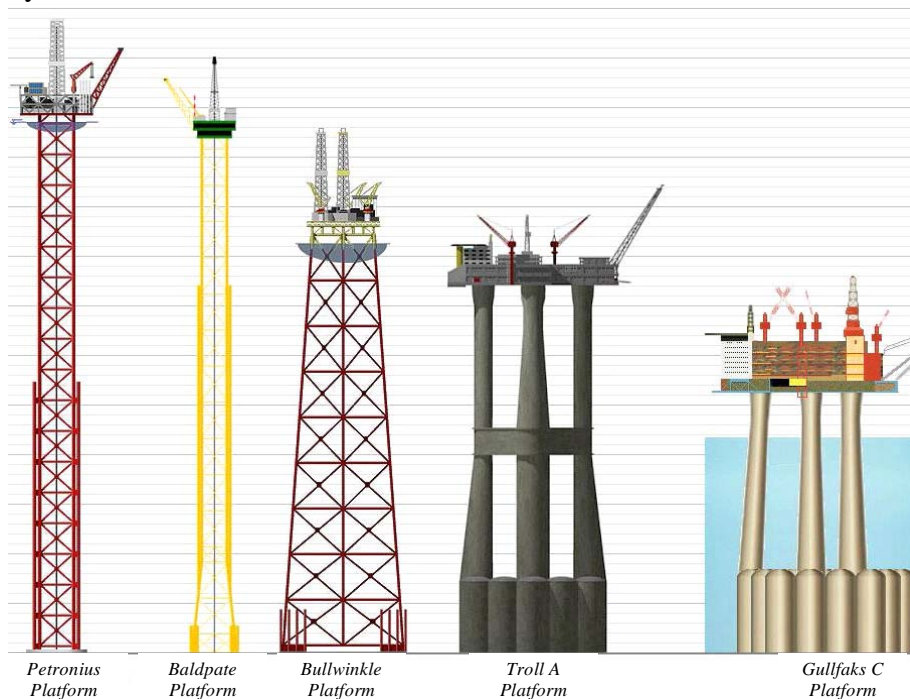 Petronius
Platform
Baldpate
Platform
Bullwinkle
Platform
Troll A
Platform
Gullfaks C
Platform